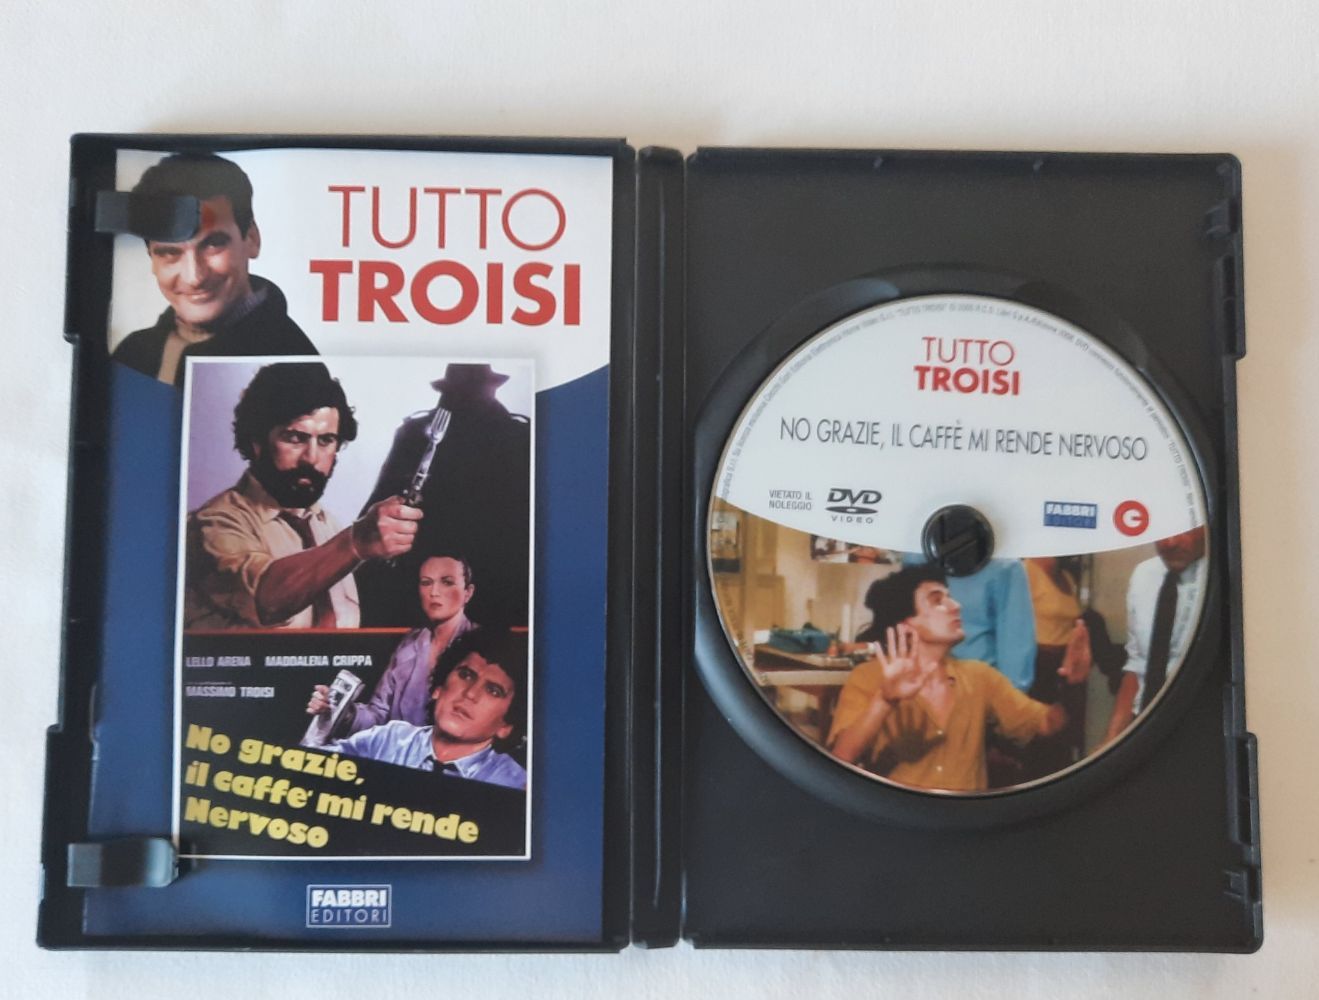 TUTTO
TROISI
LELLO ARENA MADDALENA CRIPPA
MASSIMO TROISI
No grazie,
il caffe' mi rende
Nervoso
FABBRI
EDITORI
TUTTO
TROISI
NO GRAZIE, IL CAFFÈ MI RENDE NERVOSO
VIETATO IL
NOLEGGIO
DVD
VIDEO
FABBRI
EDITORI